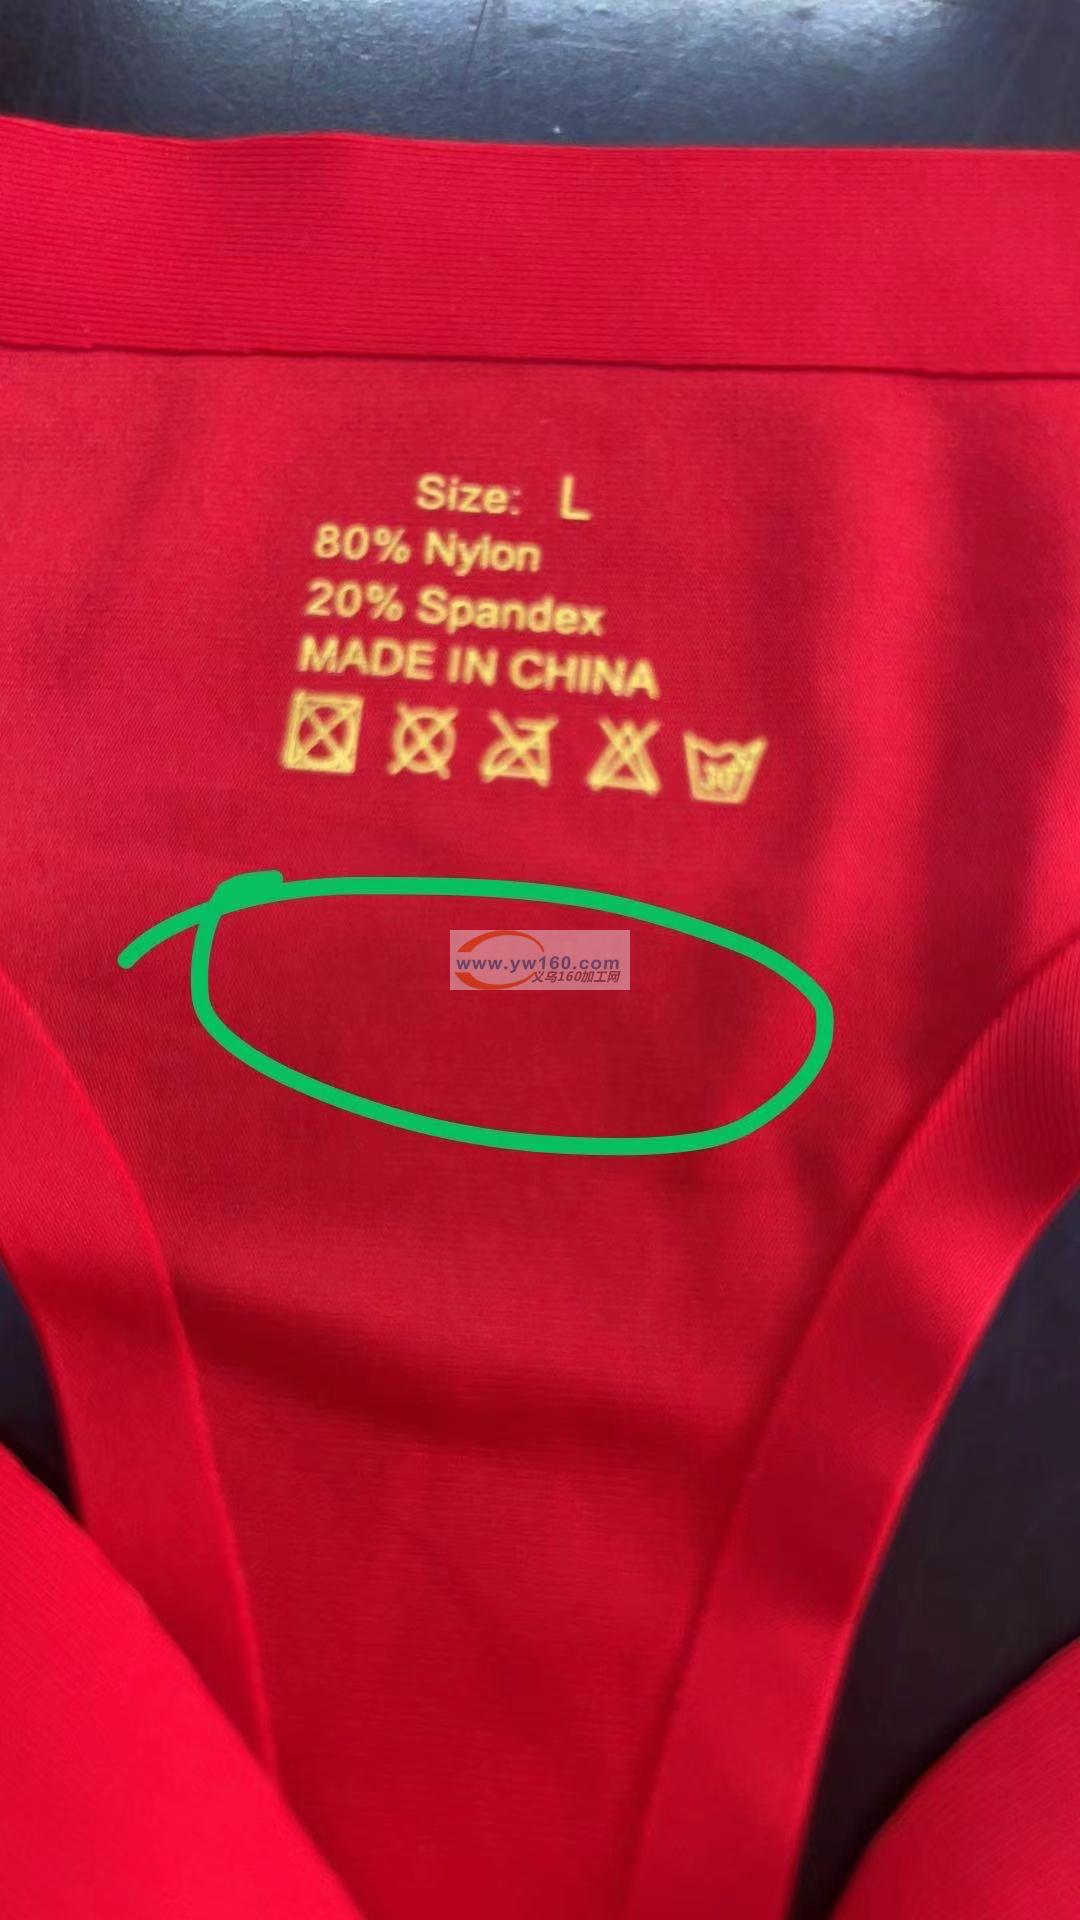 Size: L
80% Nylon
20% Spandex
MADE IN CHINA
30°
www.yw160.com
义乌160加工网